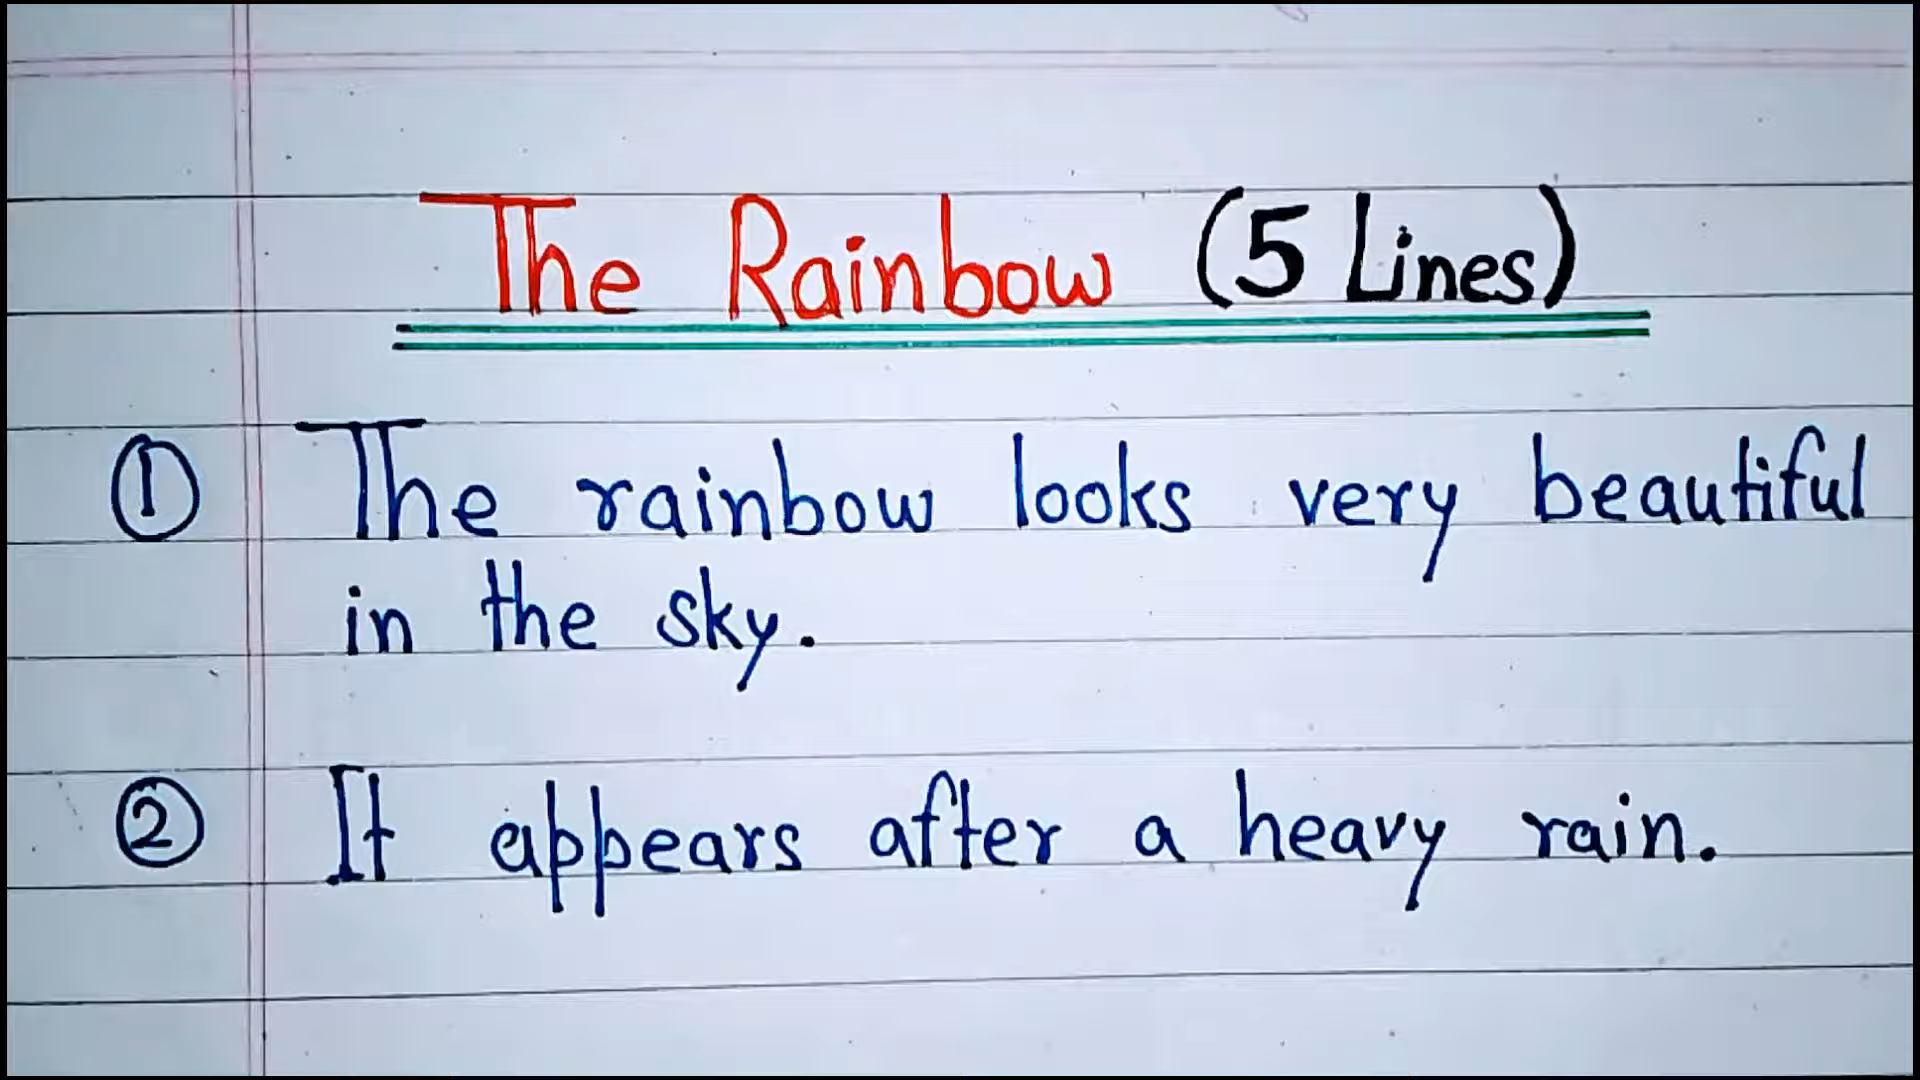 The Rainbow (5 Lines)
① The rainbow looks very beautiful
in the sky.
② It appears after a heavy rain.